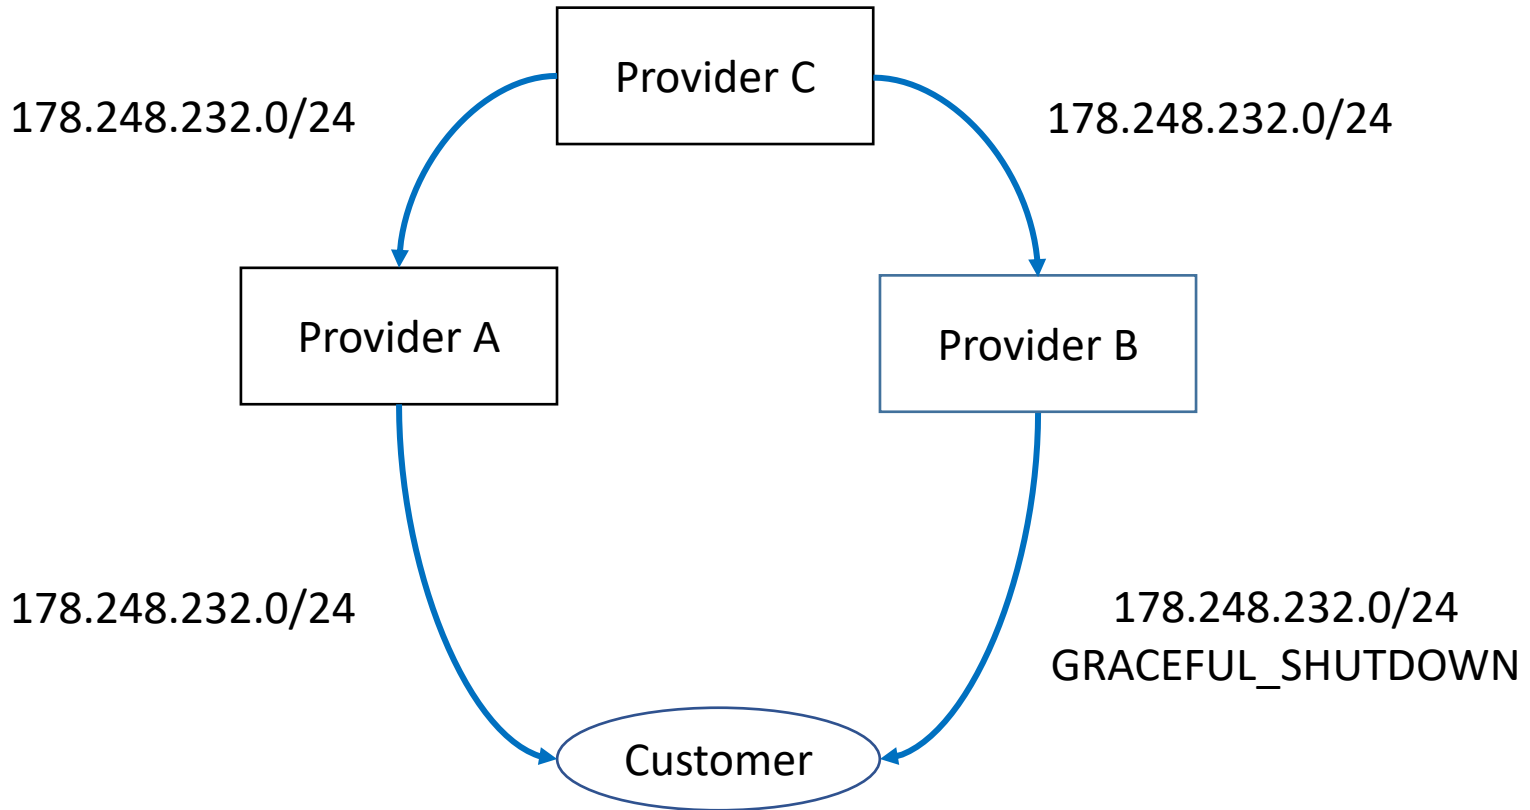 Provider C
178.248.232.0/24
178.248.232.0/24
Provider A
Provider B
178.248.232.0/24
178.248.232.0/24
GRACEFUL_SHUTDOWN
Customer